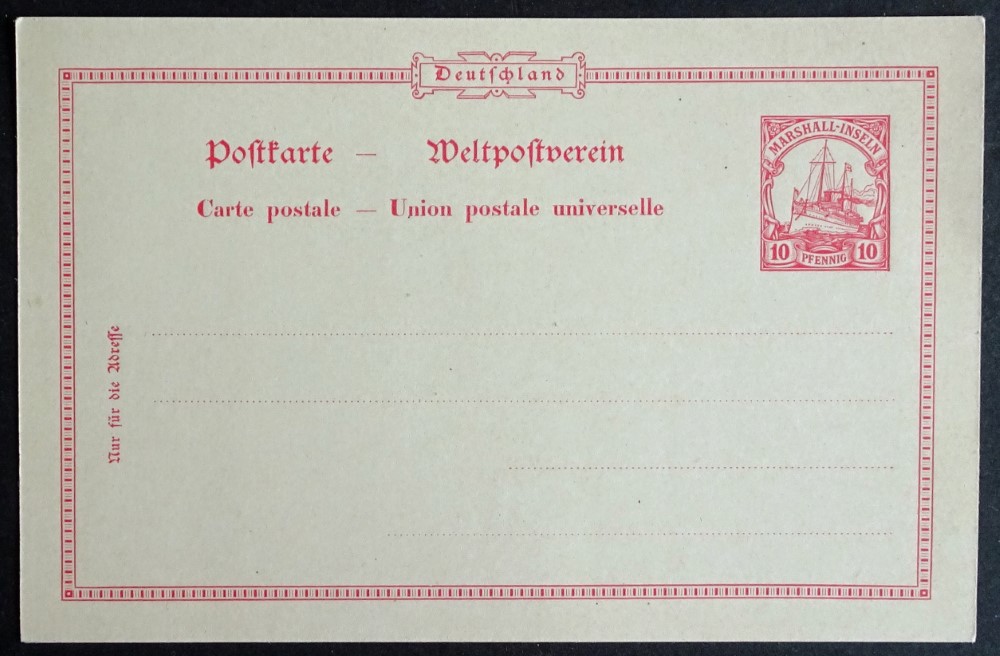 Deutſchland
Poſtkarte — Weltpoſtverein
Carte postale — Union postale universelle
MARSHALL-INSELN
10 PFENNIG 10
Nur für die Adreſſe